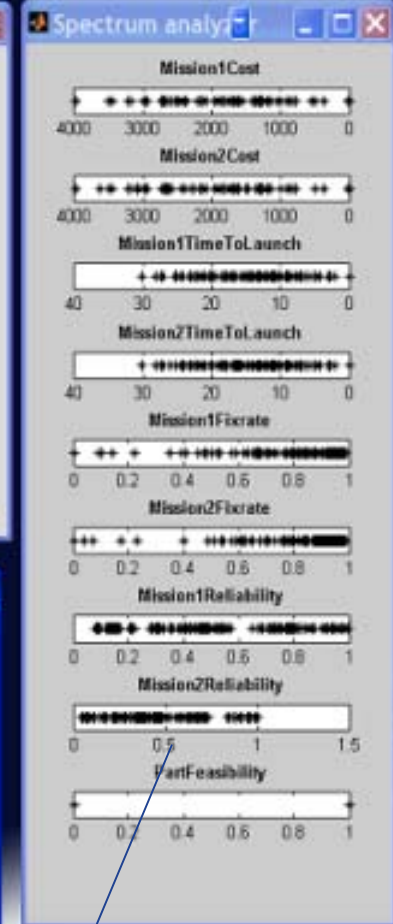 Spectrum analyzer
Mission1Cost
4000 3000 2000 1000 0
Mission2Cost
4000 3000 2000 1000 0
Mission1TimeToLaunch
40 30 20 10 0
Mission2TimeToLaunch
40 30 20 10 0
Mission1Fixrate
0 0.2 0.4 0.6 0.8 1
Mission2Fixrate
0 0.2 0.4 0.6 0.8 1
Mission1Reliability
0 0.2 0.4 0.6 0.8 1
Mission2Reliability
0 0.5 1 1.5
PartFeasibility
0 0.2 0.4 0.6 0.8 1